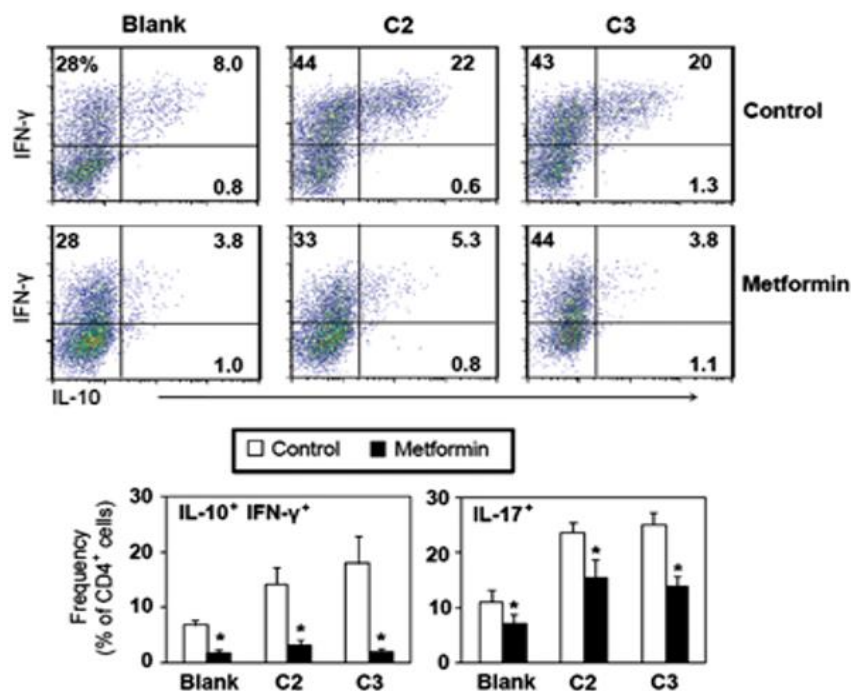 Blank C2 C3
28% 8.0 44 22 43 20
IFN-γ Control
0.8 0.6 1.3
28 3.8 33 5.3 44 3.8
IFN-γ Metformin
1.0 0.8 1.1
IL-10
Control Metformin
Frequency
(% of CD4⁺ cells)
30 IL-10⁺ IFN-γ⁺
20
10
0
* * *
Blank C2 C3
30 IL-17⁺
20
10
0
* * *
Blank C2 C3